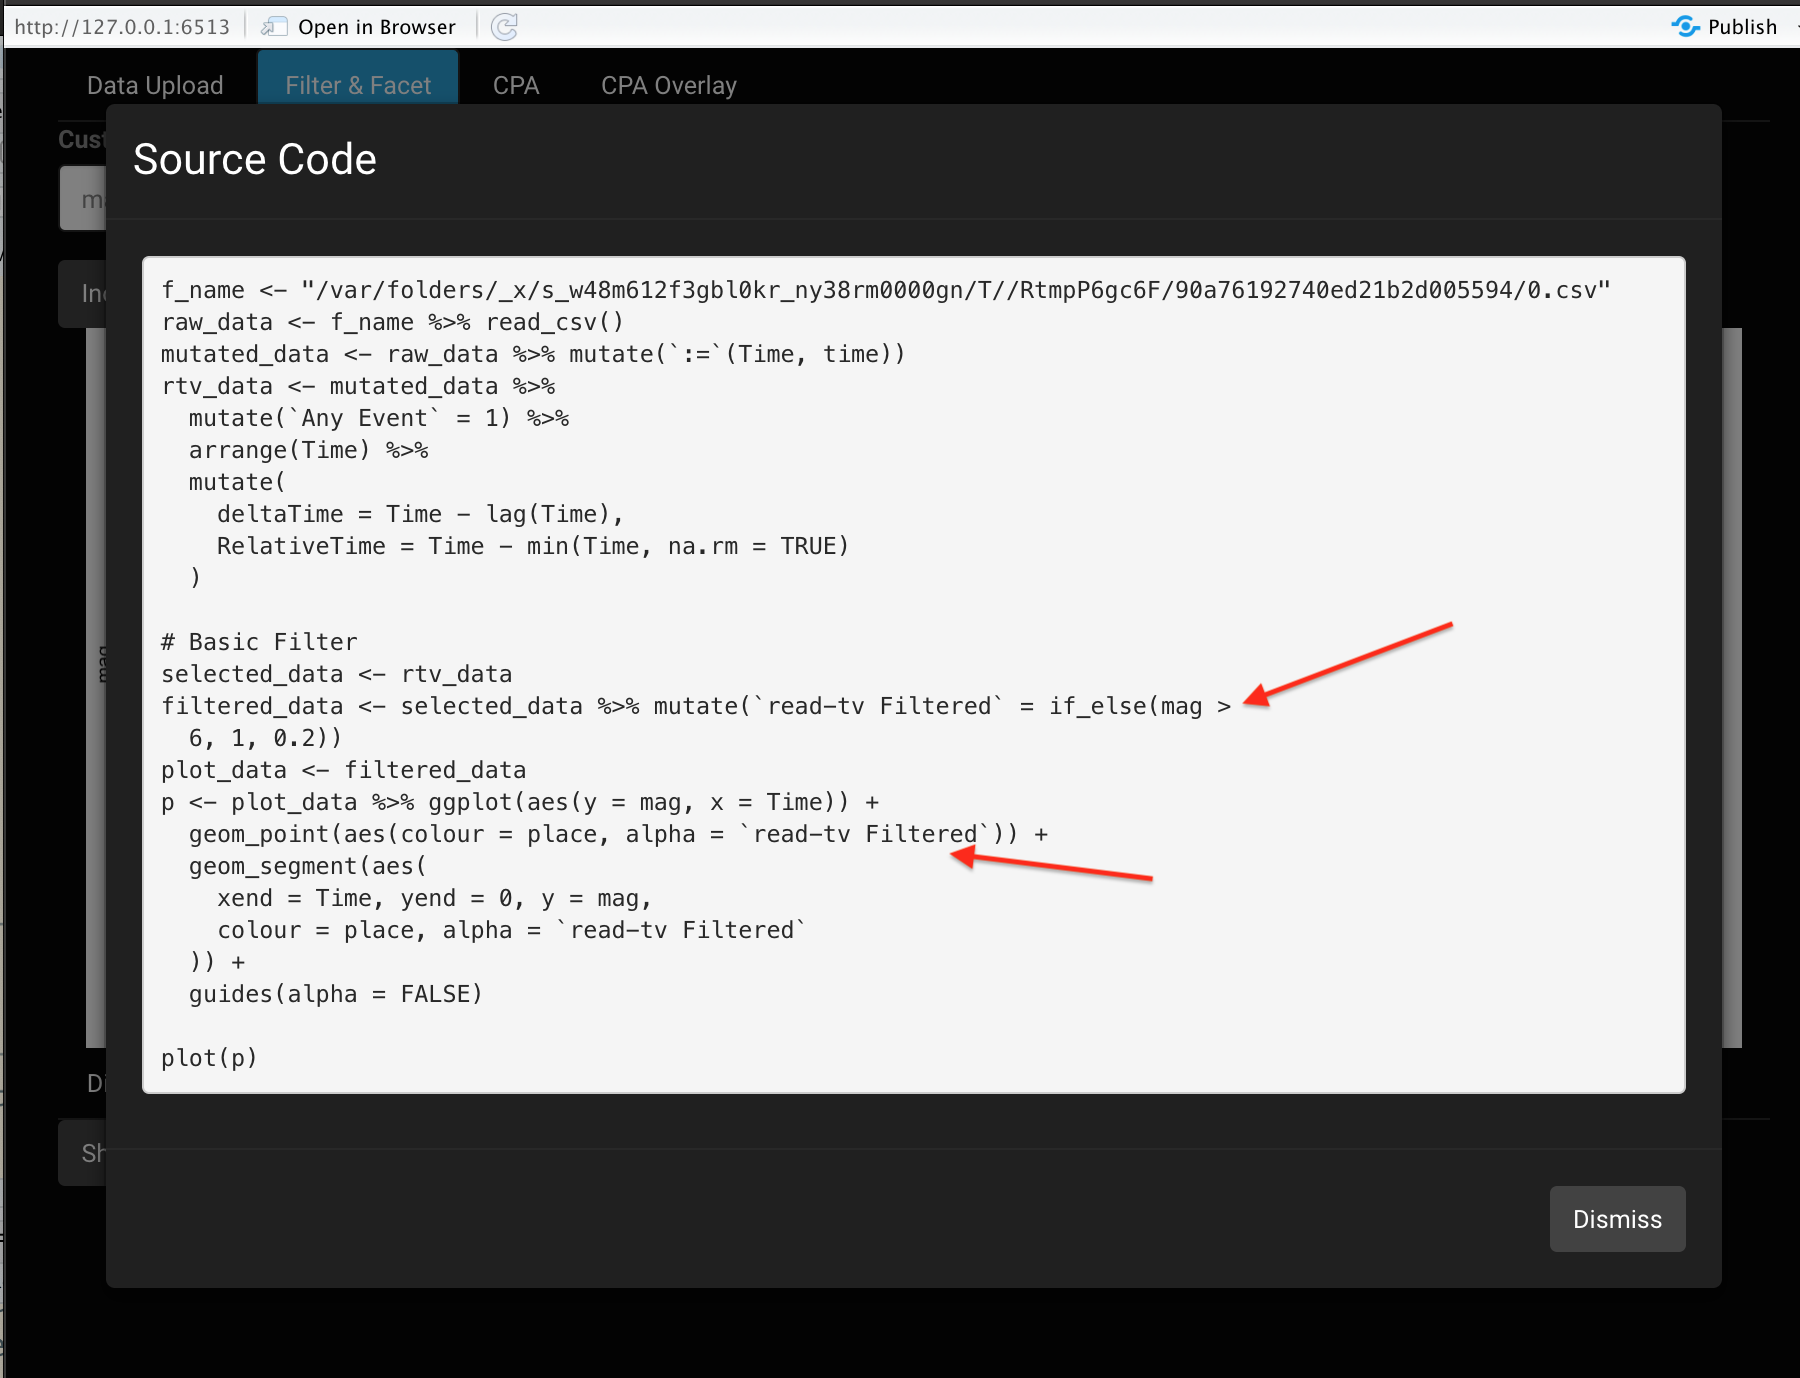 http://127.0.0.1:6513 Open in Browser Publish
Data Upload Filter & Facet CPA CPA Overlay
Cust
Source Code
f_name <- "/var/folders/_x/s_w48m612f3gbl0kr_ny38rm0000gn/T//RtmpP6gc6F/90a76192740ed21b2d005594/0.csv"
raw_data <- f_name %>% read_csv()
mutated_data <- raw_data %>% mutate(`:=`(Time, time))
rtv_data <- mutated_data %>%
  mutate(`Any Event` = 1) %>%
  arrange(Time) %>%
  mutate(
    deltaTime = Time - lag(Time),
    RelativeTime = Time - min(Time, na.rm = TRUE)
  )
# Basic Filter
selected_data <- rtv_data
filtered_data <- selected_data %>% mutate(`read-tv Filtered` = if_else(mag >
  6, 1, 0.2))
plot_data <- filtered_data
p <- plot_data %>% ggplot(aes(y = mag, x = Time)) +
  geom_point(aes(colour = place, alpha = `read-tv Filtered`)) +
  geom_segment(aes(
    xend = Time, yend = 0, y = mag,
    colour = place, alpha = `read-tv Filtered`
  )) +
  guides(alpha = FALSE)
plot(p)
mag
Dismiss